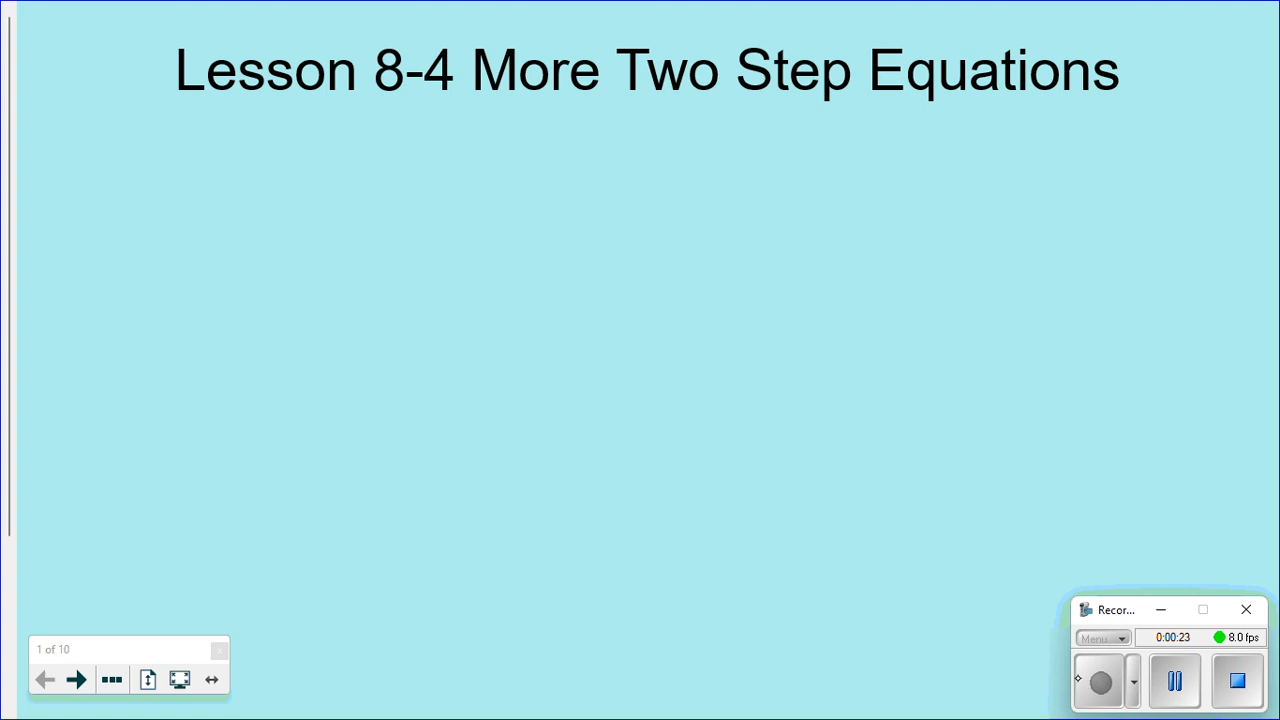 Lesson 8-4 More Two Step Equations
Recor...
Menu
0:00:23
8.0 fps
1 of 10